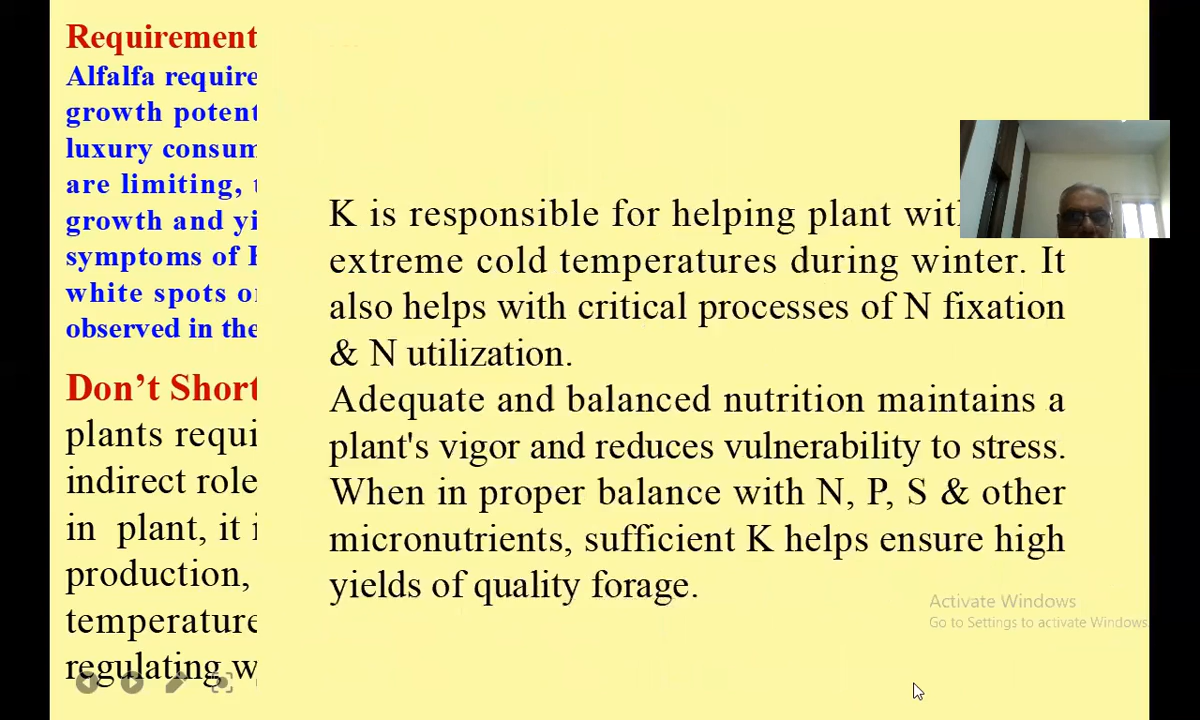 Requirement
Alfalfa require
growth potent
luxury consum
are limiting,
growth and yi
symptoms of
white spots
observed in the
Don’t Short
plants requi
indirect role
in plant, it
production,
temperature
regulating
K is responsible for helping plant
extreme cold temperatures during winter. It
also helps with critical processes of N fixation
& N utilization.
Adequate and balanced nutrition maintains a
plant's vigor and reduces vulnerability to stress.
When in proper balance with N, P, S & other
micronutrients, sufficient K helps ensure high
yields of quality forage.
Activate Windows
Go to Settings to activate Windows.